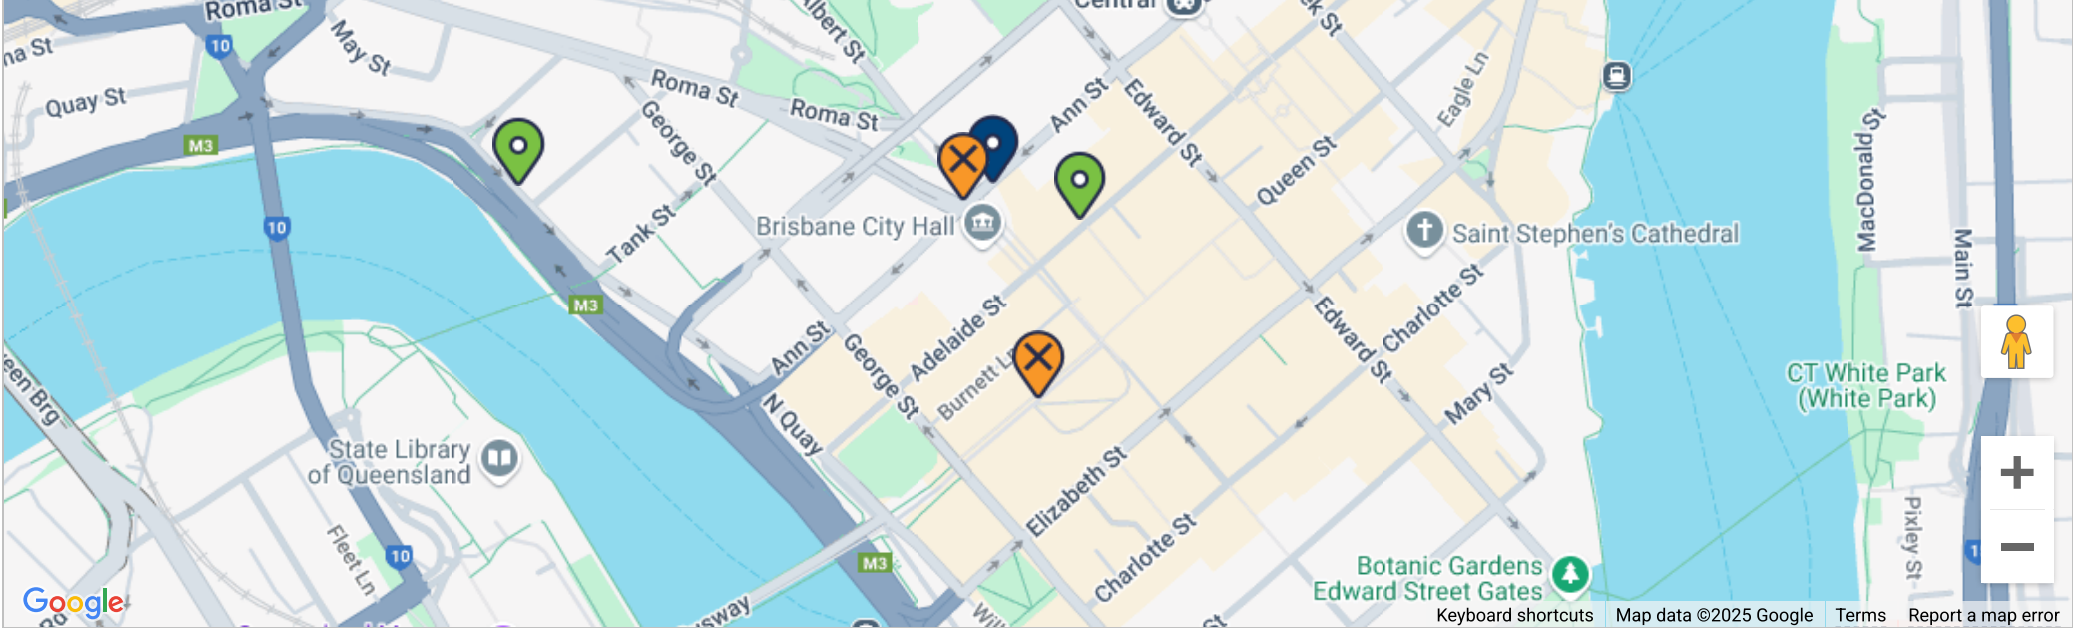 Roma St
Central
Albert St
May St
10
Quay St
M3
Roma St
Roma St
George St
Ann St
Edward St
Eagle Ln
Queen St
MacDonald St
Main St
10
Tank St
Brisbane City Hall
Saint Stephen's Cathedral
M3
Charlotte St
Edward St
Adelaide St
Ann St
George St
Burnett Ln
Mary St
CT White Park
(White Park)
N Quay
State Library
of Queensland
Elizabeth St
Fleet Ln
10
M3
Charlotte St
Pixley St
Botanic Gardens
Edward Street Gates
Google
Rd
Keyboard shortcuts
Map data ©2025 Google
Terms
Report a map error